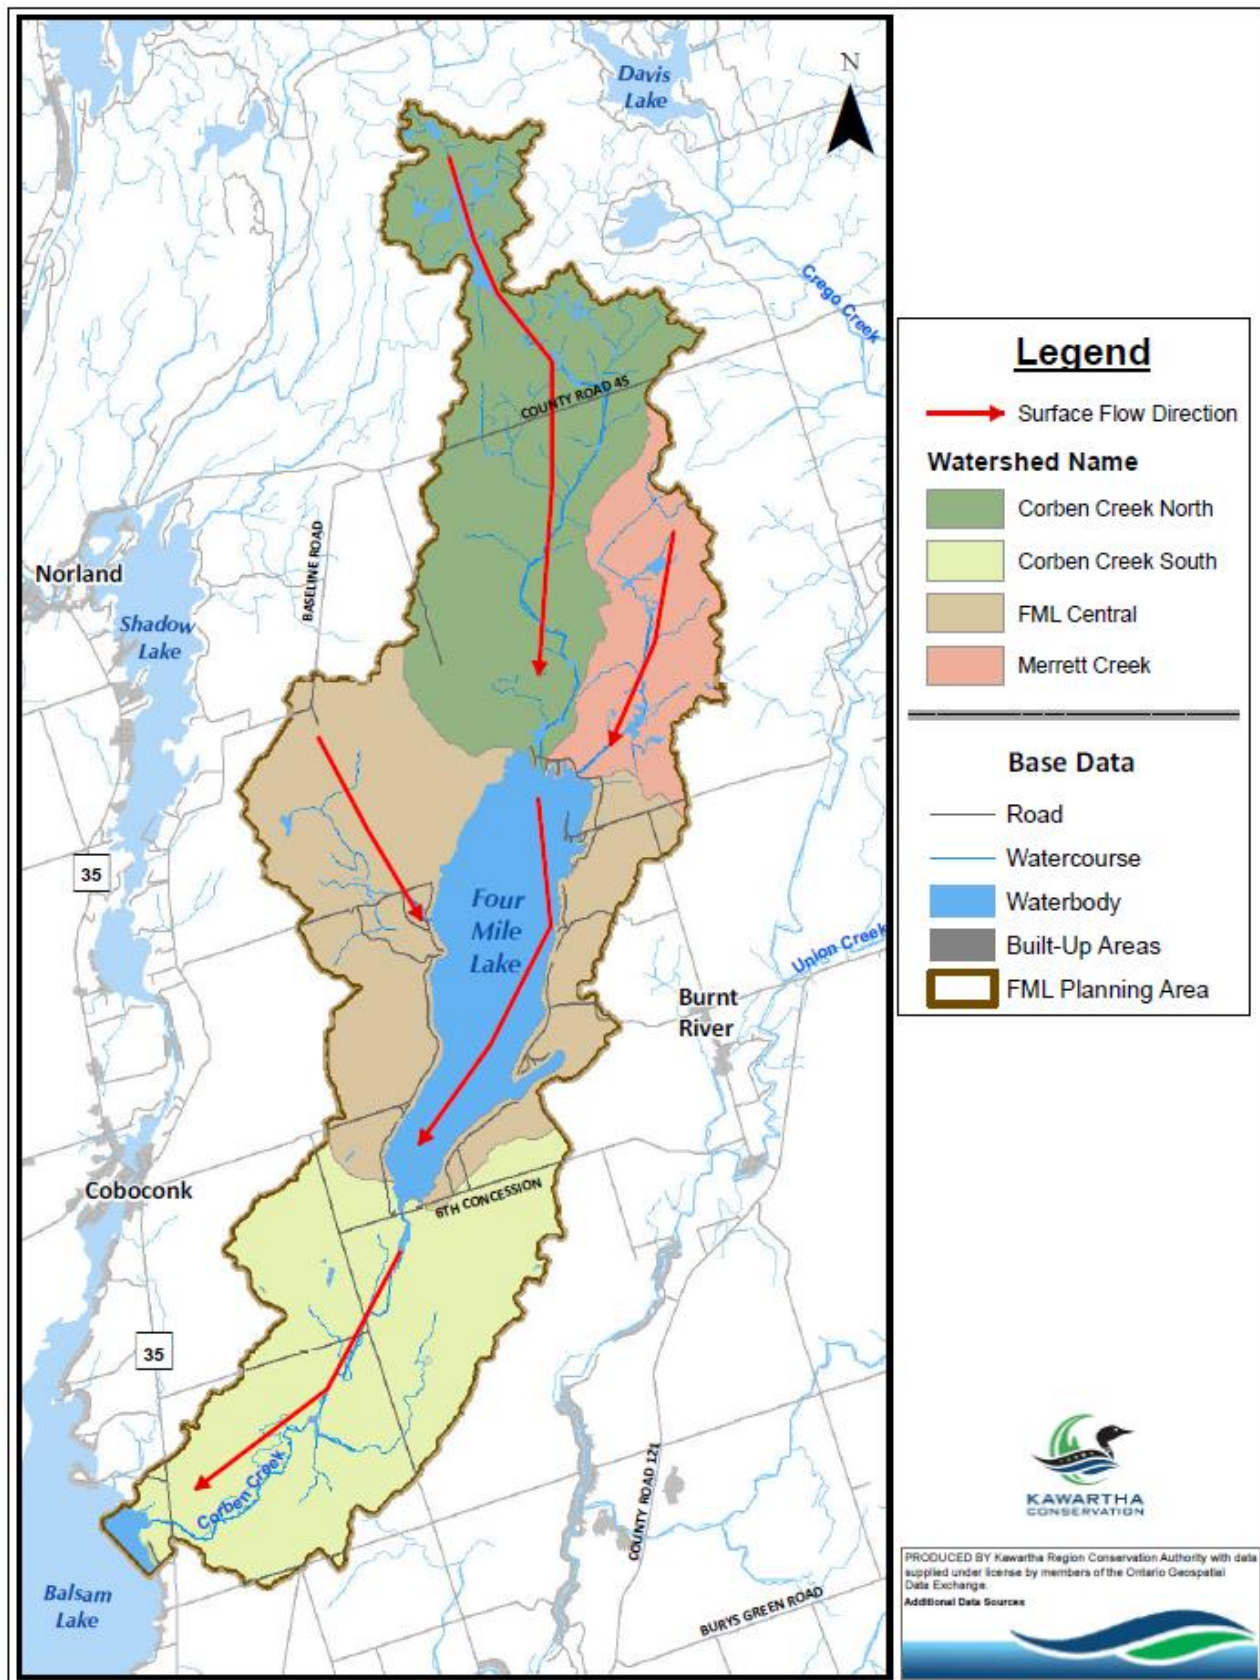 Davis
Lake
N
Crego Creek
COUNTY ROAD 45
BASELINE ROAD
Norland
Shadow
Lake
35
Four
Mile
Lake
Union Creek
Burnt
River
Coboconk
6TH CONCESSION
35
Corben Creek
COUNTY ROAD 121
Balsam
Lake
BURYS GREEN ROAD
Legend
Surface Flow Direction
Watershed Name
Corben Creek North
Corben Creek South
FML Central
Merrett Creek
Base Data
Road
Watercourse
Waterbody
Built-Up Areas
FML Planning Area
KAWARTHA
CONSERVATION
PRODUCED BY Kawartha Region Conservation Authority with data
supplied under license by members of the Ontario Geospatial
Data Exchange.
Additional Data Sources